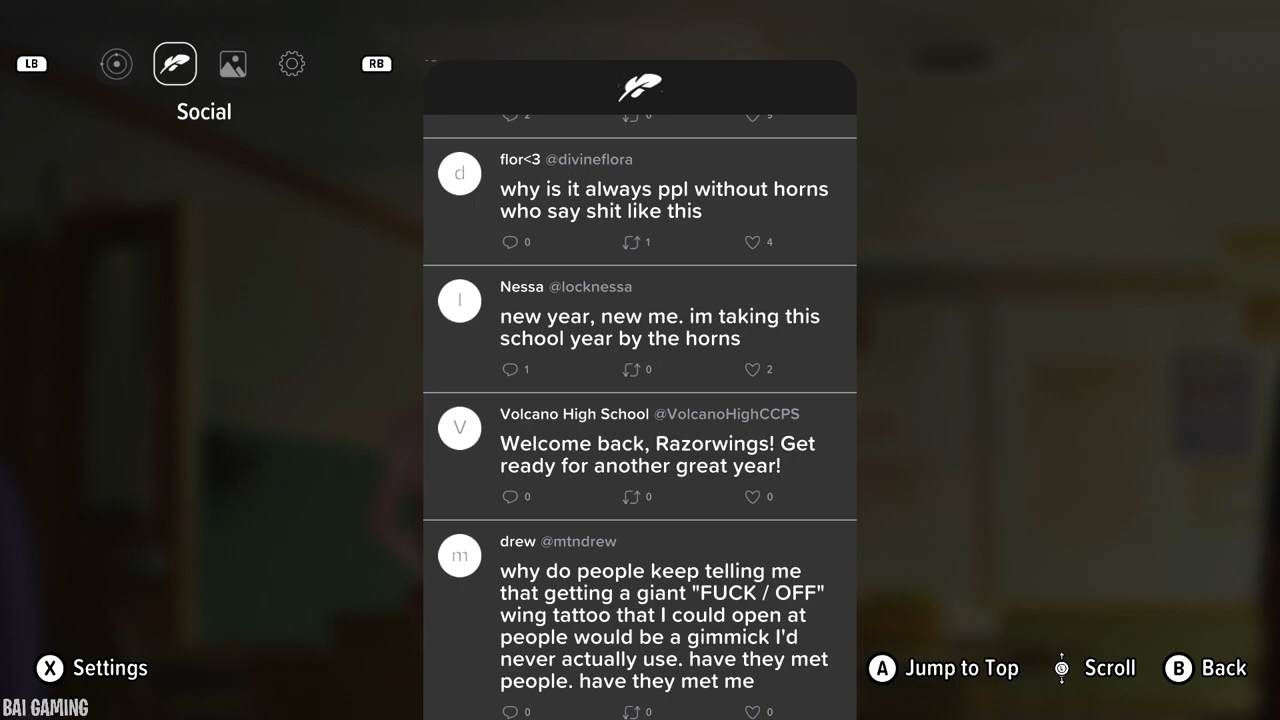 LB
RB
Social
2 0 5
d
flor<3 @divineflora
why is it always ppl without horns
who say shit like this
0 1 4
l
Nessa @locknessa
new year, new me. im taking this
school year by the horns
1 0 2
V
Volcano High School @VolcanoHighCCPS
Welcome back, Razorwings! Get
ready for another great year!
0 0 0
m
drew @mtndrew
why do people keep telling me
that getting a giant "FUCK / OFF"
wing tattoo that I could open at
people would be a gimmick I'd
never actually use. have they met
people. have they met me
0 0 0
X Settings
A Jump to Top
Scroll
B Back
BAI GAMING